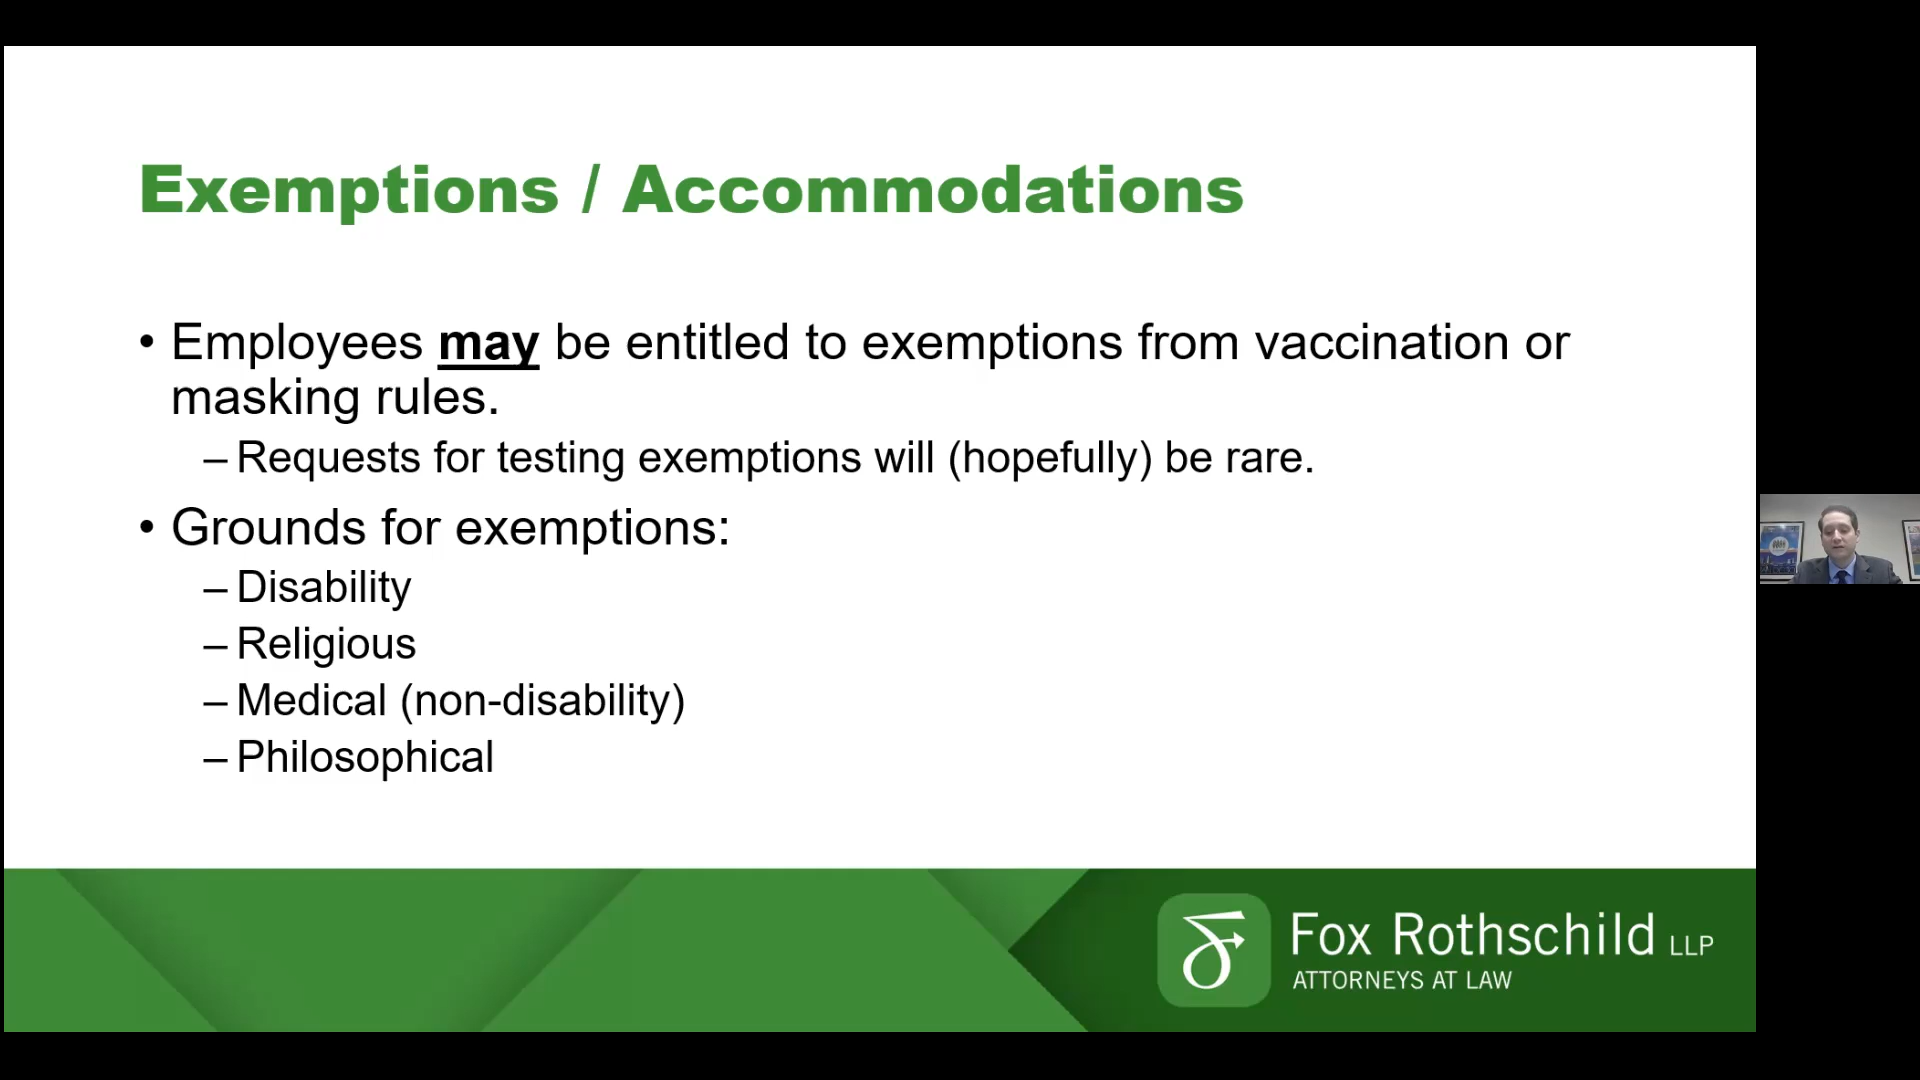 Exemptions / Accommodations
• Employees may be entitled to exemptions from vaccination or
masking rules.
– Requests for testing exemptions will (hopefully) be rare.
• Grounds for exemptions:
– Disability
– Religious
– Medical (non-disability)
– Philosophical
Fox Rothschild LLP
ATTORNEYS AT LAW